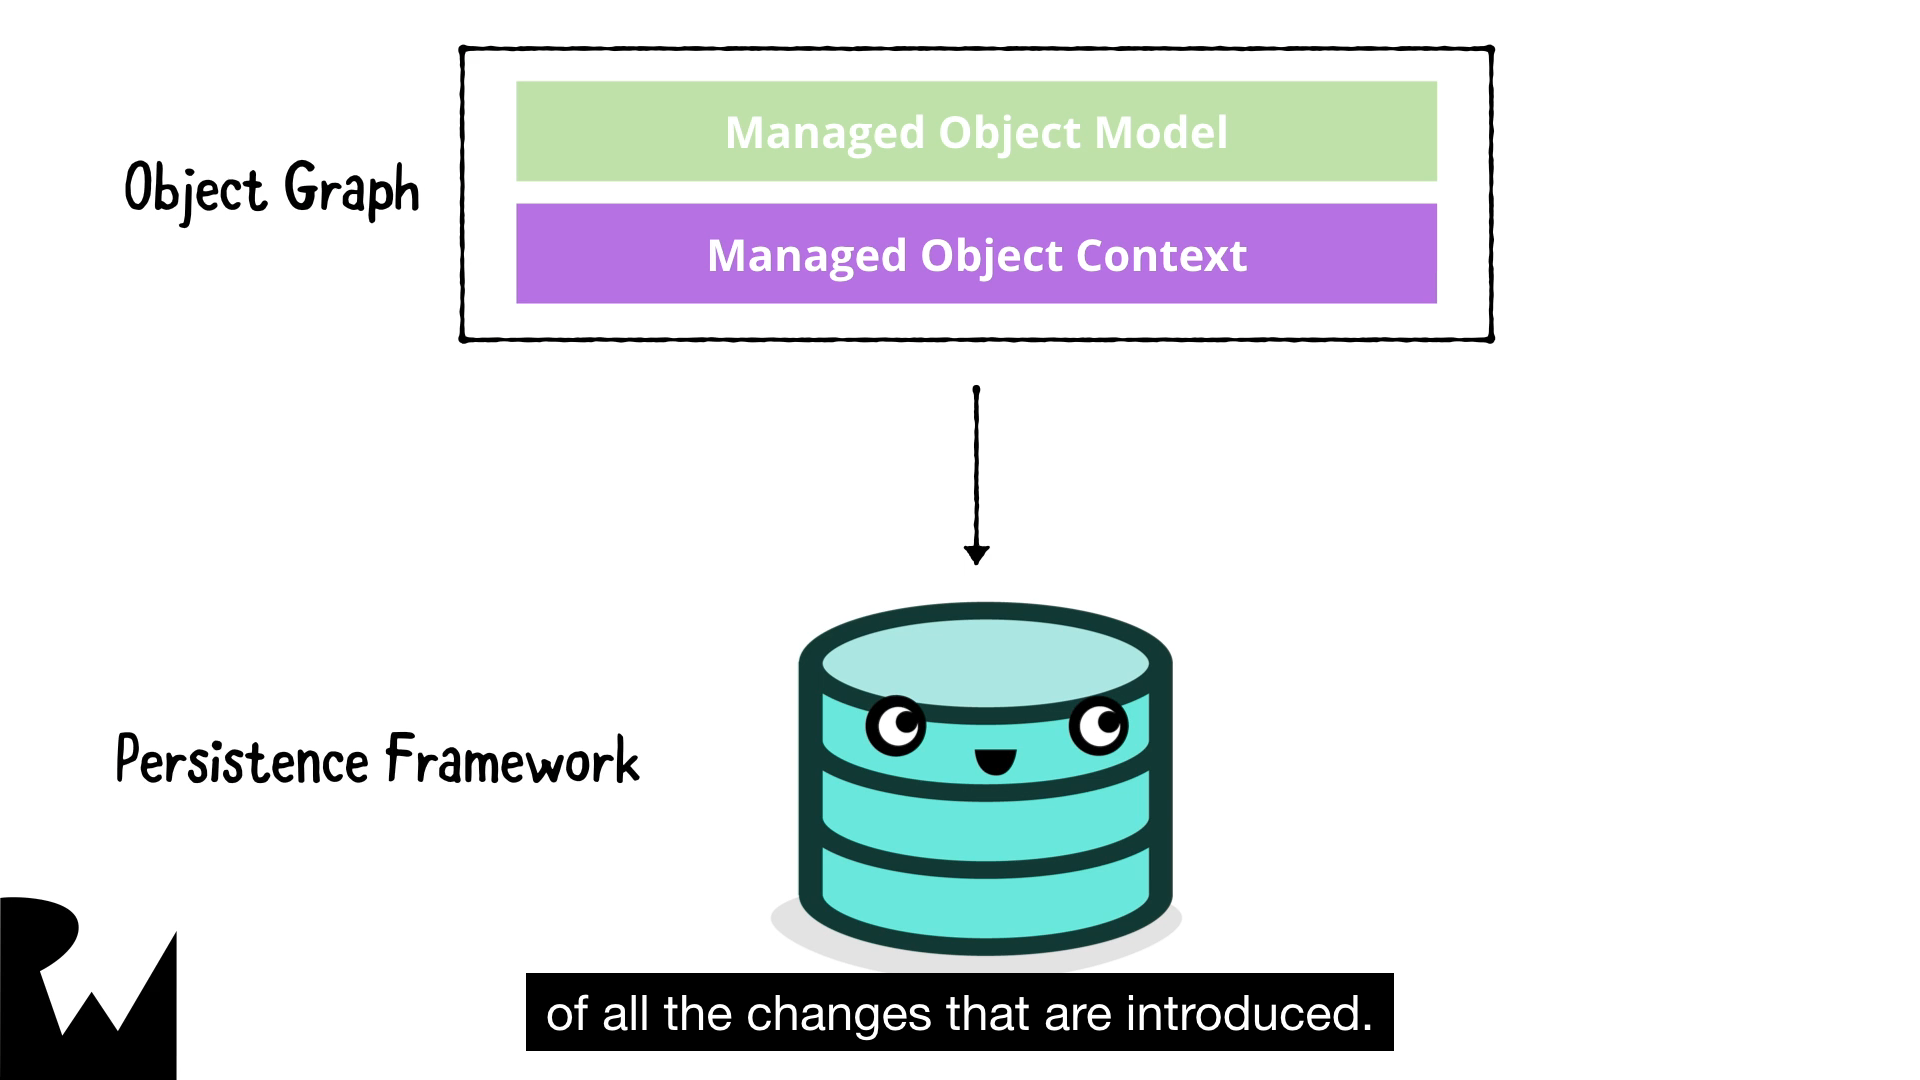 Managed Object Model
Object Graph
Managed Object Context
Persistence Framework
of all the changes that are introduced.